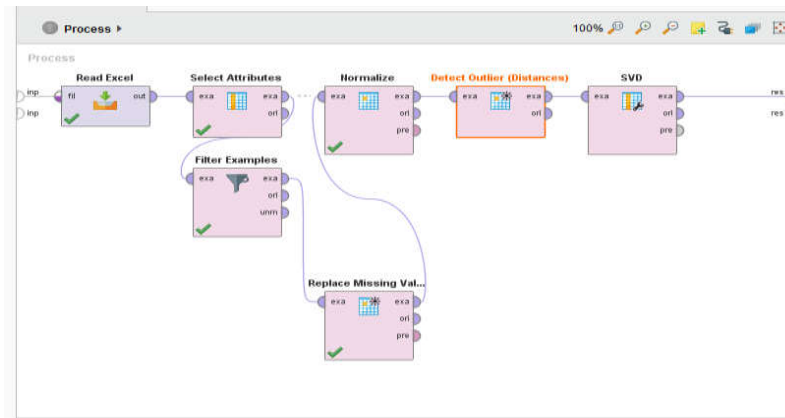 Process
100%
Process
Read Excel
Select Attributes
Normalize
Detect Outlier (Distances)
SVD
inp
fil
out
exa
exa
exa
exa
exa
exa
exa
exa
res
inp
ori
ori
ori
ori
res
pre
pre
Filter Examples
exa
exa
ori
unm
Replace Missing Val...
exa
exa
ori
pre